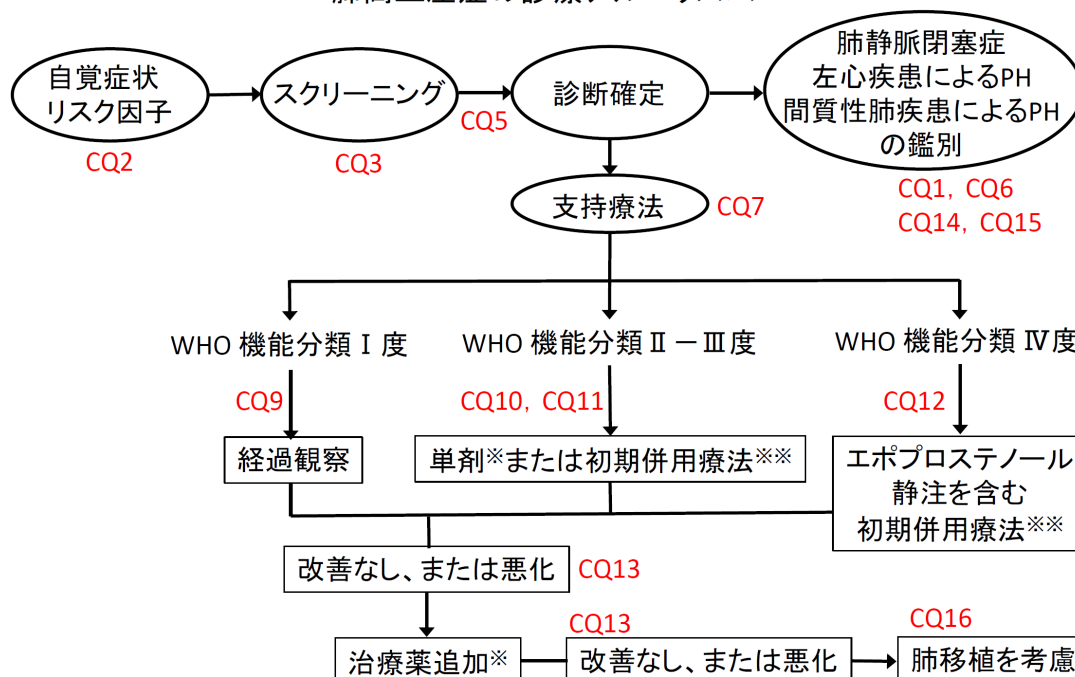 自覚症状
リスク因子
スクリーニング
診断確定
肺静脈閉塞症
左心疾患によるPH
間質性肺疾患によるPH
の鑑別
CQ2
CQ3
CQ5
CQ1, CQ6
CQ14, CQ15
支持療法
CQ7
WHO 機能分類 Ⅰ 度
WHO 機能分類 Ⅱ－Ⅲ度
WHO 機能分類 Ⅳ度
CQ9
CQ10, CQ11
CQ12
経過観察
単剤※または初期併用療法※※
エポプロステノール
静注を含む
初期併用療法※※
改善なし、または悪化
CQ13
治療薬追加※
CQ13
改善なし、または悪化
CQ16
肺移植を考慮